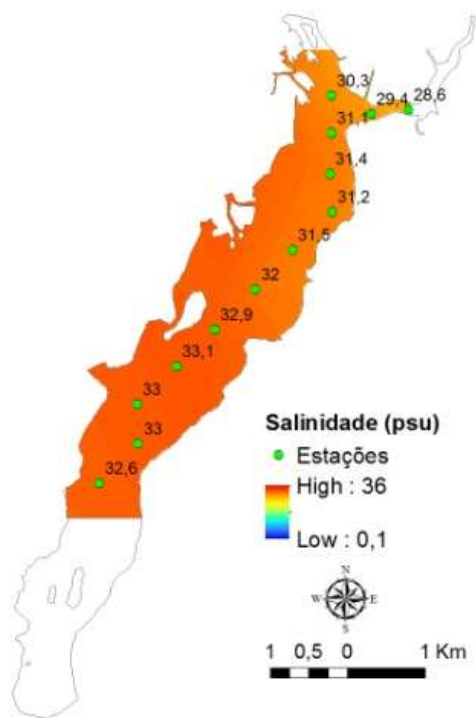 30,3
29,4
28,6
31,1
31,4
31,2
31,5
32
32,9
33,1
33
33
32,6
Salinidade (psu)
Estações
High : 36
Low : 0,1
N
W E
S
1 0,5 0 1 Km